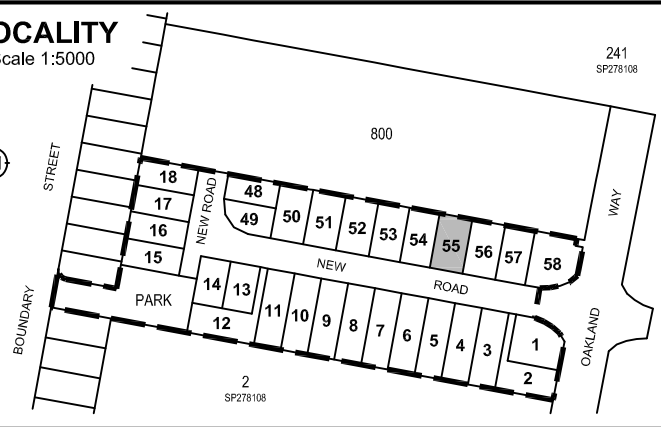 OCALITY
Scale 1:5000
241
SP278108
800
STREET
WAY
18
17
16
15
NEW ROAD
48
49
50
51
52
53
54
55
56
57
58
NEW
ROAD
PARK
14
13
12
11
10
9
8
7
6
5
4
3
1
2
BOUNDARY
OAKLAND
2
SP278108